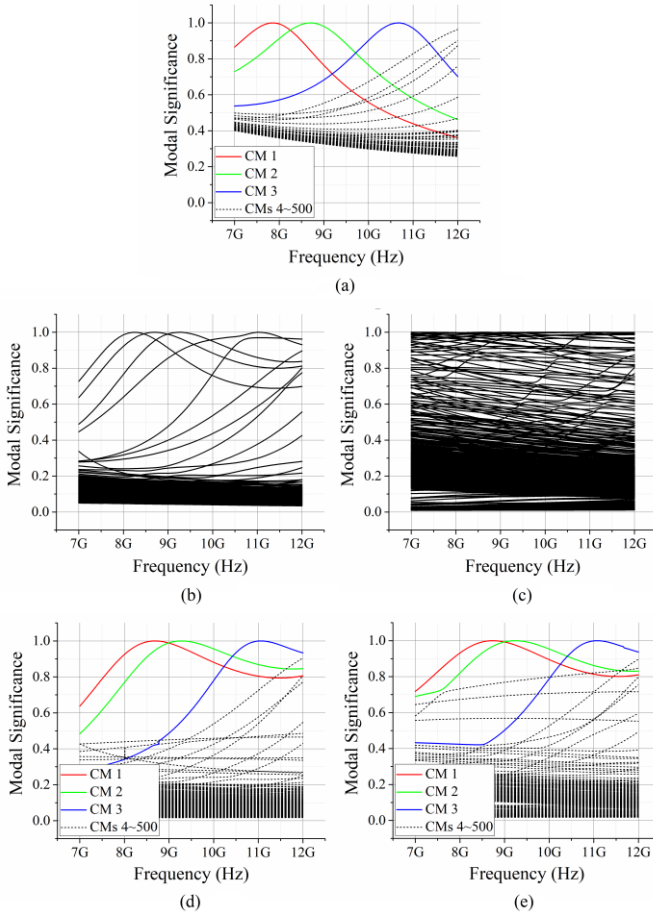 Modal Significance
1.0
0.8
0.6
0.4
0.2
0.0
CM 1
CM 2
CM 3
CMs 4~500
7G 8G 9G 10G 11G 12G
Frequency (Hz)
(a)
Modal Significance
1.0
0.8
0.6
0.4
0.2
0.0
7G 8G 9G 10G 11G 12G
Frequency (Hz)
(b)
Modal Significance
1.0
0.8
0.6
0.4
0.2
0.0
7G 8G 9G 10G 11G 12G
Frequency (Hz)
(c)
Modal Significance
1.0
0.8
0.6
0.4
0.2
0.0
CM 1
CM 2
CM 3
CMs 4~500
7G 8G 9G 10G 11G 12G
Frequency (Hz)
(d)
Modal Significance
1.0
0.8
0.6
0.4
0.2
0.0
CM 1
CM 2
CM 3
CMs 4~500
7G 8G 9G 10G 11G 12G
Frequency (Hz)
(e)